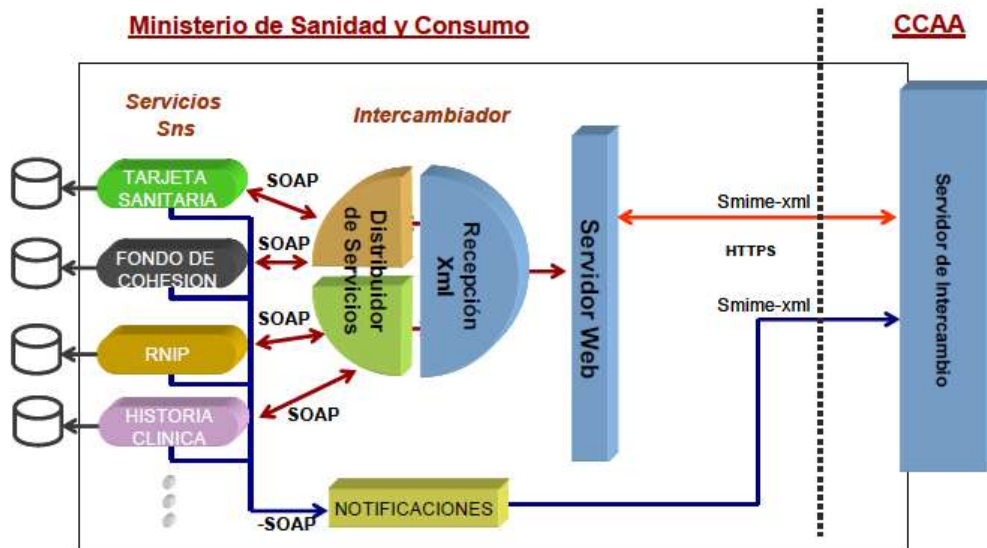 Ministerio de Sanidad y Consumo
CCAA
Servicios
Sns
Intercambiador
TARJETA
SANITARIA
SOAP
FONDO DE
COHESION
SOAP
RNIP
SOAP
HISTORIA
CLINICA
SOAP
Distribuidor
de Servicios
Recepción
Xml
Servidor Web
Smime-xml
HTTPS
Smime-xml
Servidor de Intercambio
-SOAP
NOTIFICACIONES